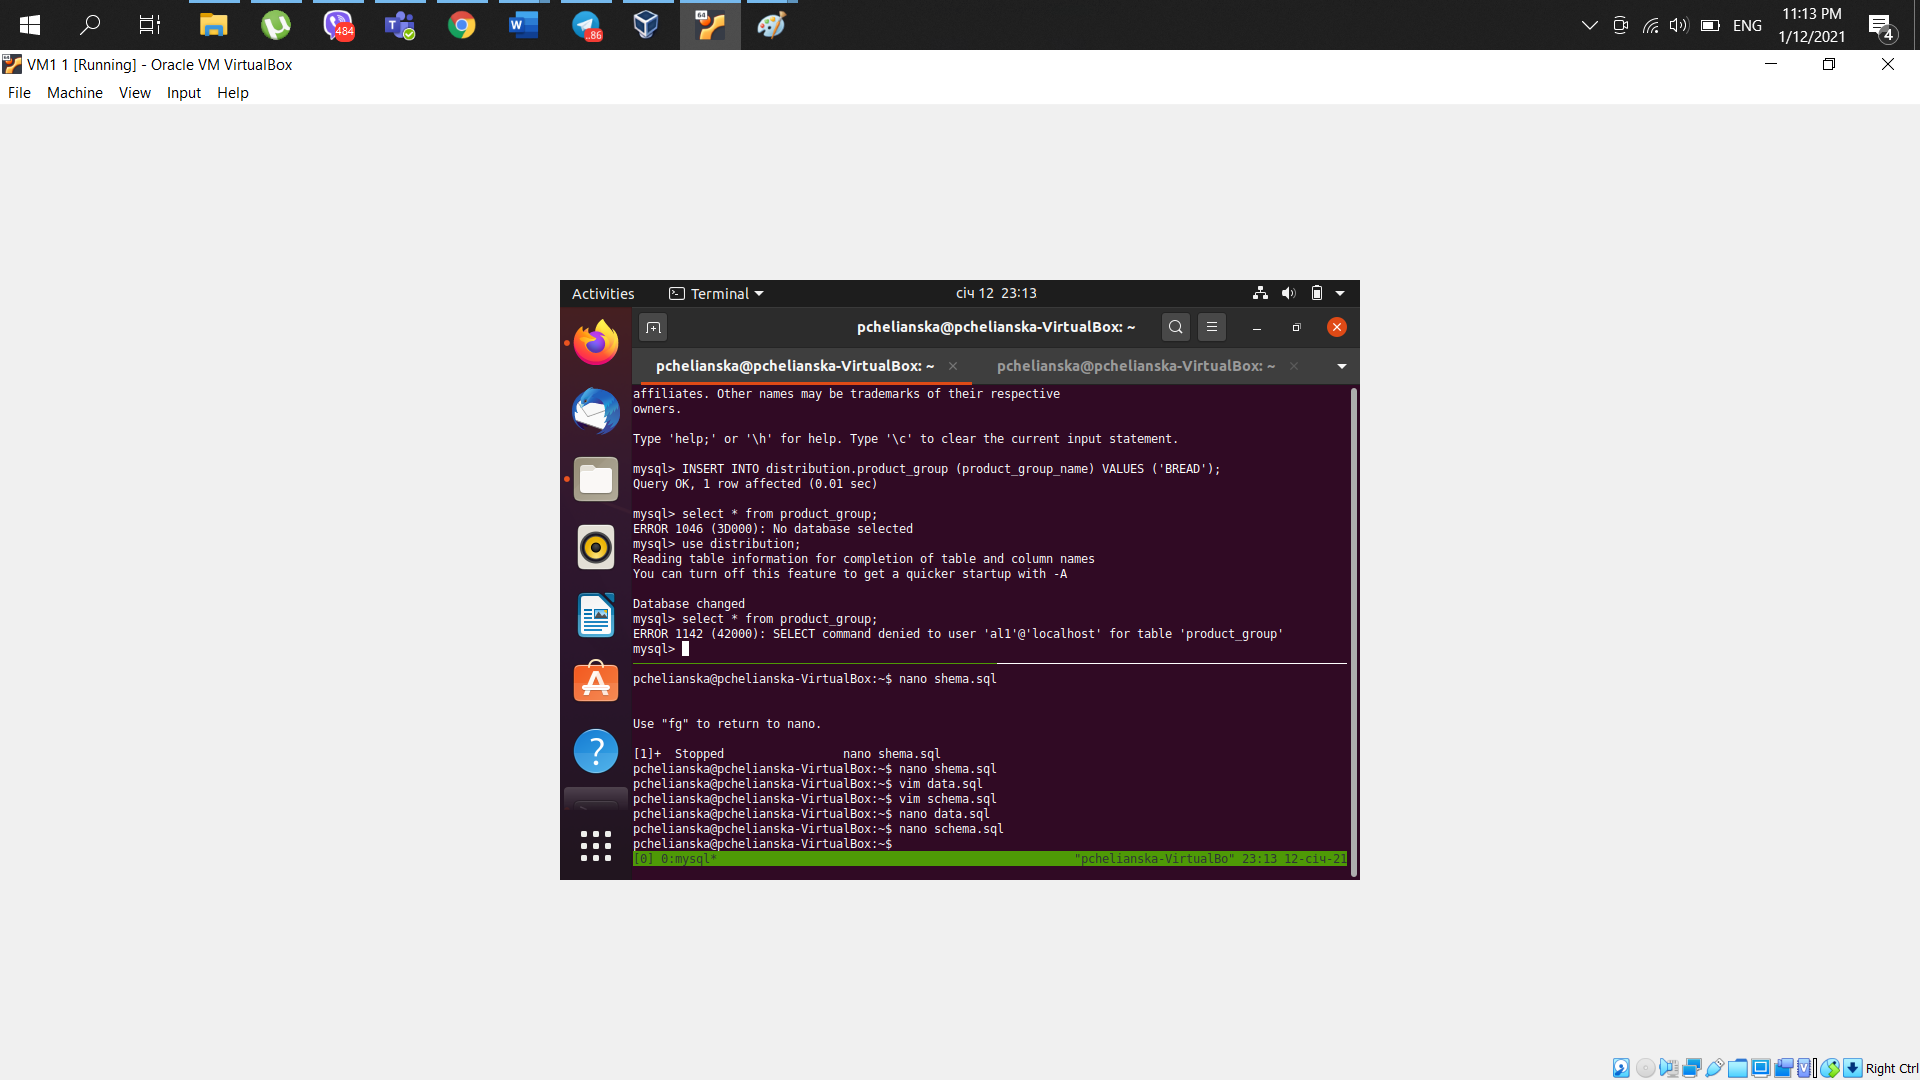 484
.86
64
ENG
11:13 PM
1/12/2021
4
VM1 1 [Running] - Oracle VM VirtualBox
File Machine View Input Help
Activities Terminal січ 12 23:13
pchelianska@pchelianska-VirtualBox: ~
pchelianska@pchelianska-VirtualBox: ~ pchelianska@pchelianska-VirtualBox: ~
affiliates. Other names may be trademarks of their respective
owners.
Type 'help;' or '\h' for help. Type '\c' to clear the current input statement.
mysql> INSERT INTO distribution.product_group (product_group_name) VALUES ('BREAD');
Query OK, 1 row affected (0.01 sec)
mysql> select * from product_group;
ERROR 1046 (3D000): No database selected
mysql> use distribution;
Reading table information for completion of table and column names
You can turn off this feature to get a quicker startup with -A
Database changed
mysql> select * from product_group;
ERROR 1142 (42000): SELECT command denied to user 'al1'@'localhost' for table 'product_group'
mysql>
pchelianska@pchelianska-VirtualBox:~$ nano shema.sql
Use "fg" to return to nano.
[1]+ Stopped nano shema.sql
pchelianska@pchelianska-VirtualBox:~$ nano shema.sql
pchelianska@pchelianska-VirtualBox:~$ vim data.sql
pchelianska@pchelianska-VirtualBox:~$ vim schema.sql
pchelianska@pchelianska-VirtualBox:~$ nano data.sql
pchelianska@pchelianska-VirtualBox:~$ nano schema.sql
pchelianska@pchelianska-VirtualBox:~$
[0] 0:mysql* "pchelianska-VirtualBo" 23:13 12-січ-21
Right Ctrl